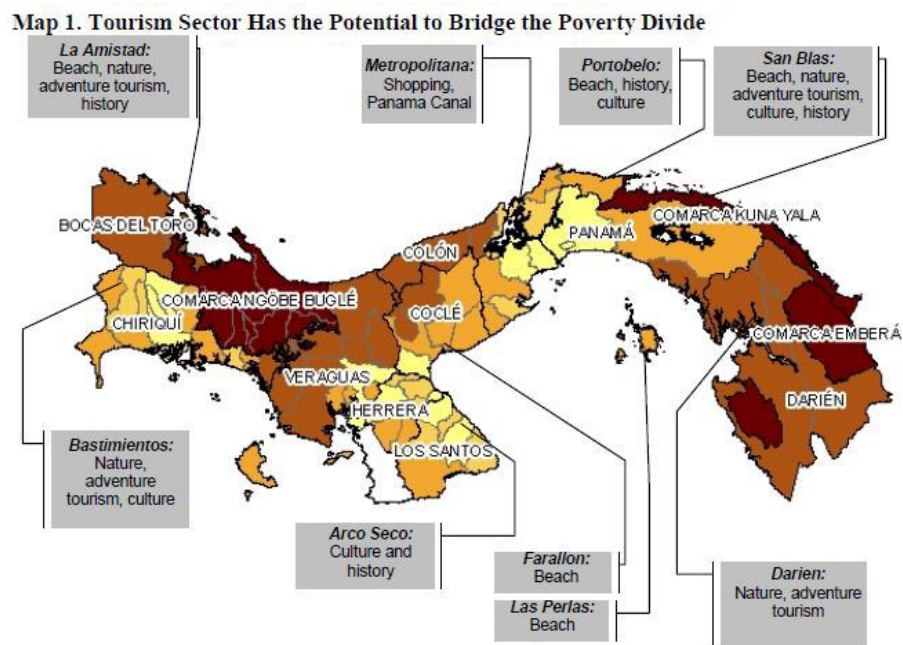 Map 1. Tourism Sector Has the Potential to Bridge the Poverty Divide
La Amistad:
Beach, nature,
adventure tourism,
history
Metropolitana:
Shopping,
Panama Canal
Portobelo:
Beach, history,
culture
San Blas:
Beach, nature,
adventure tourism,
culture, history
BOCAS DEL TORO
COMARCA KUNA YALA
PANAMÁ
COLÓN
COMARCA NGÖBE BUGLÉ
COCLÉ
CHIRIQUÍ
COMARCA EMBERÁ
VERAGUAS
DARIÉN
HERRERA
LOS SANTOS
Bastimientos:
Nature,
adventure
tourism, culture
Arco Seco:
Culture and
history
Farallon:
Beach
Las Perlas:
Beach
Darien:
Nature, adventure
tourism